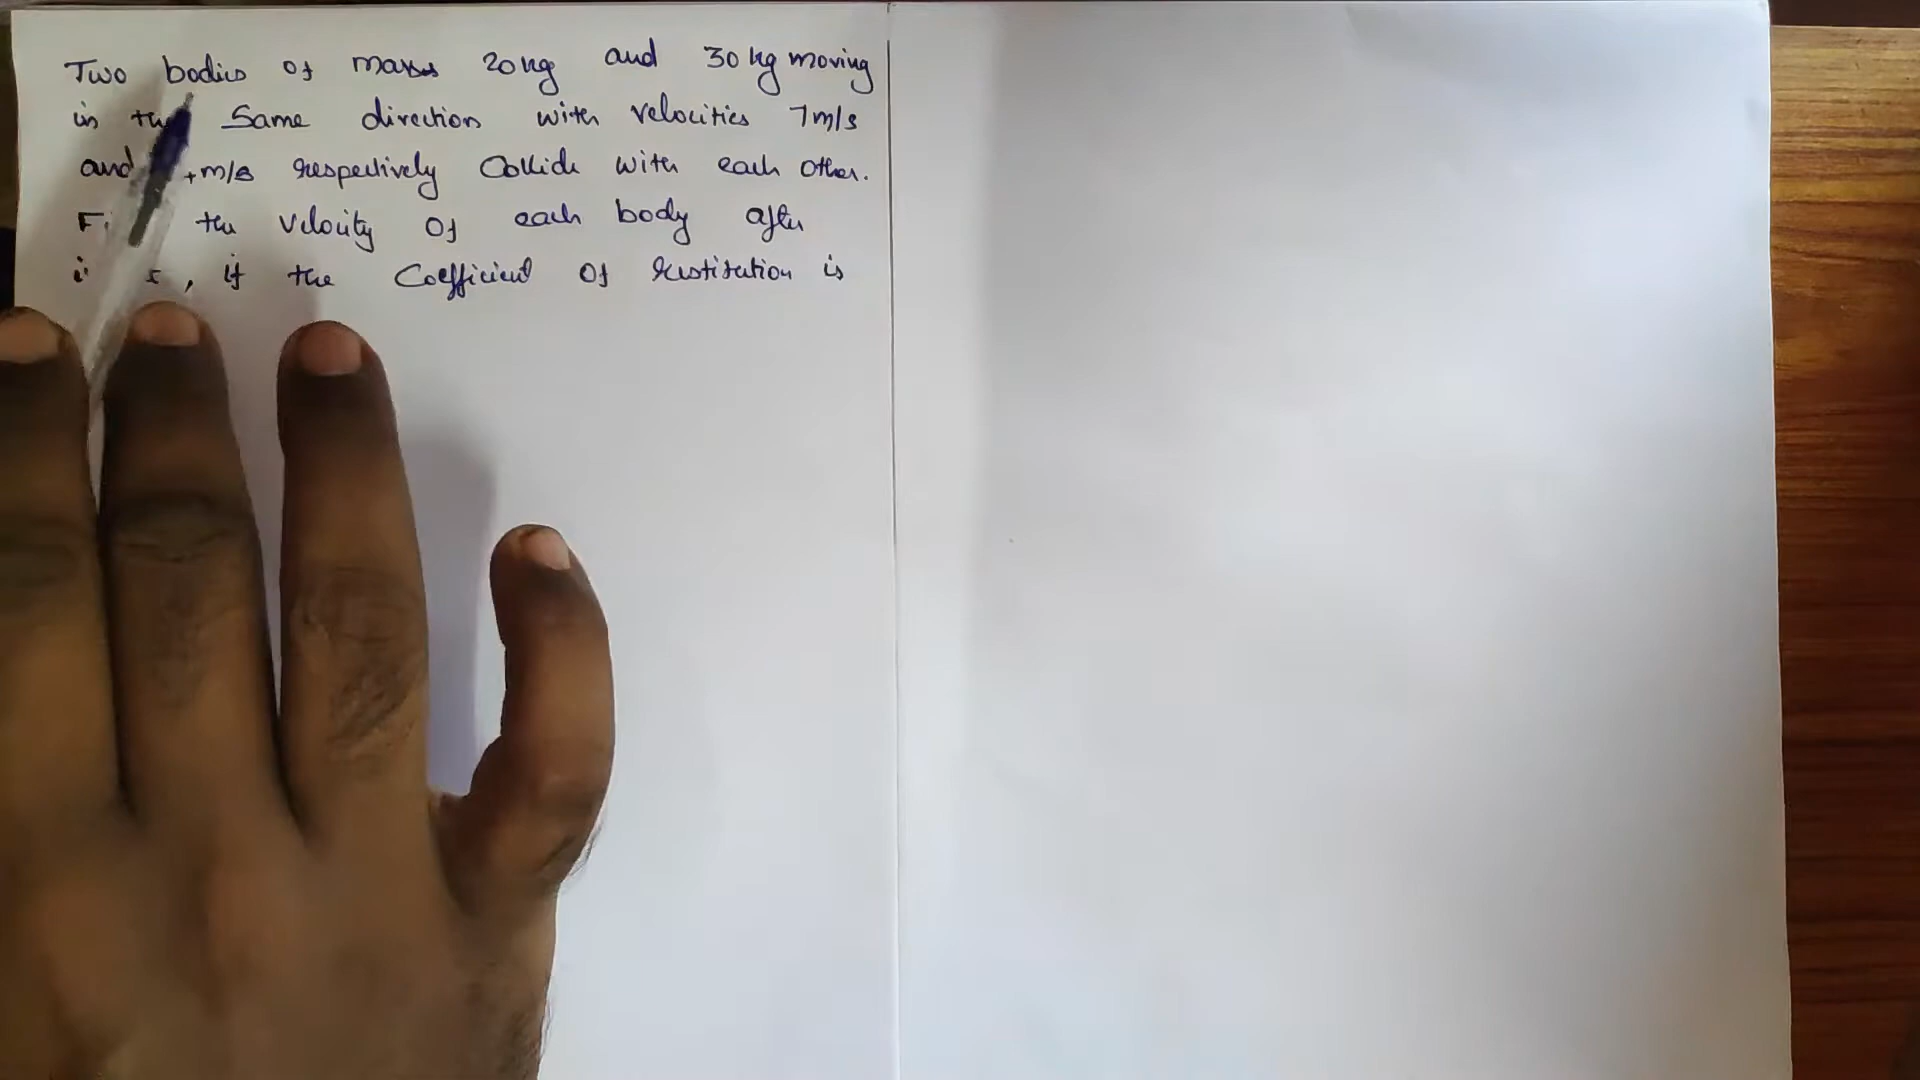 Two bodies of mass 20kg and 30kg moving
in the Same direction with velocities 7m/s
and m/s respectively Collide with each other.
the velocity of each body after
, if the Coefficient of restitution is